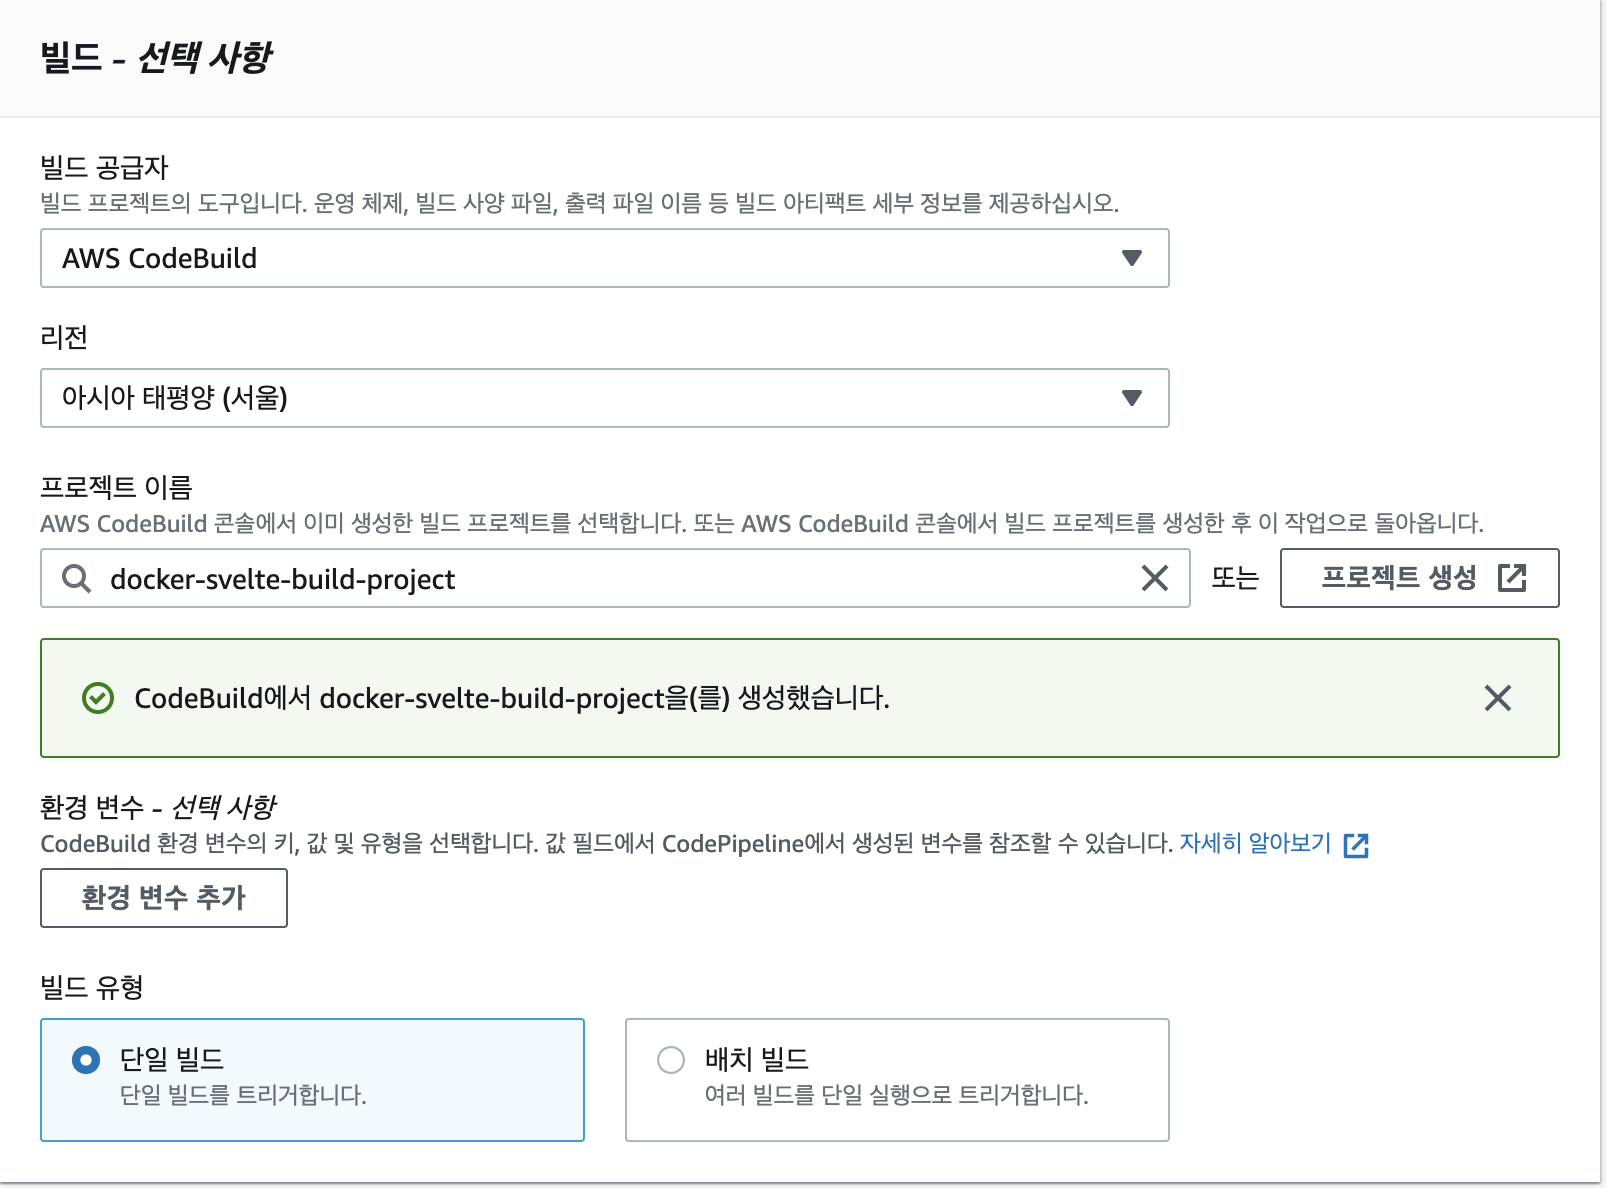 빌드 - 선택 사항
빌드 공급자
빌드 프로젝트의 도구입니다. 운영 체제, 빌드 사양 파일, 출력 파일 이름 등 빌드 아티팩트 세부 정보를 제공하십시오.
AWS CodeBuild
리전
아시아 태평양 (서울)
프로젝트 이름
AWS CodeBuild 콘솔에서 이미 생성한 빌드 프로젝트를 선택합니다. 또는 AWS CodeBuild 콘솔에서 빌드 프로젝트를 생성한 후 이 작업으로 돌아옵니다.
docker-svelte-build-project 또는 프로젝트 생성
CodeBuild에서 docker-svelte-build-project을(를) 생성했습니다.
환경 변수 - 선택 사항
CodeBuild 환경 변수의 키, 값 및 유형을 선택합니다. 값 필드에서 CodePipeline에서 생성된 변수를 참조할 수 있습니다. 자세히 알아보기
환경 변수 추가
빌드 유형
단일 빌드
단일 빌드를 트리거합니다.
배치 빌드
여러 빌드를 단일 실행으로 트리거합니다.